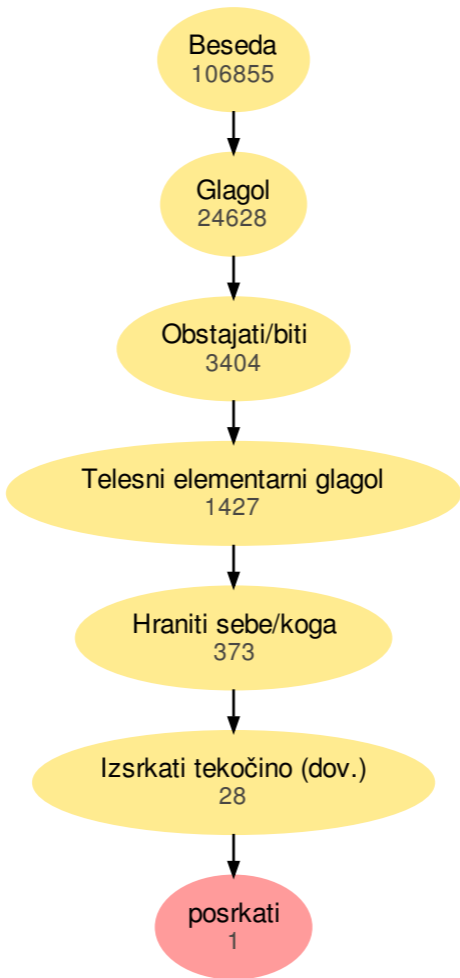 Beseda
106855
Glagol
24628
Obstajati/biti
3404
Telesni elementarni glagol
1427
Hraniti sebe/koga
373
Izsrkati tekočino (dov.)
28
posrkati
1